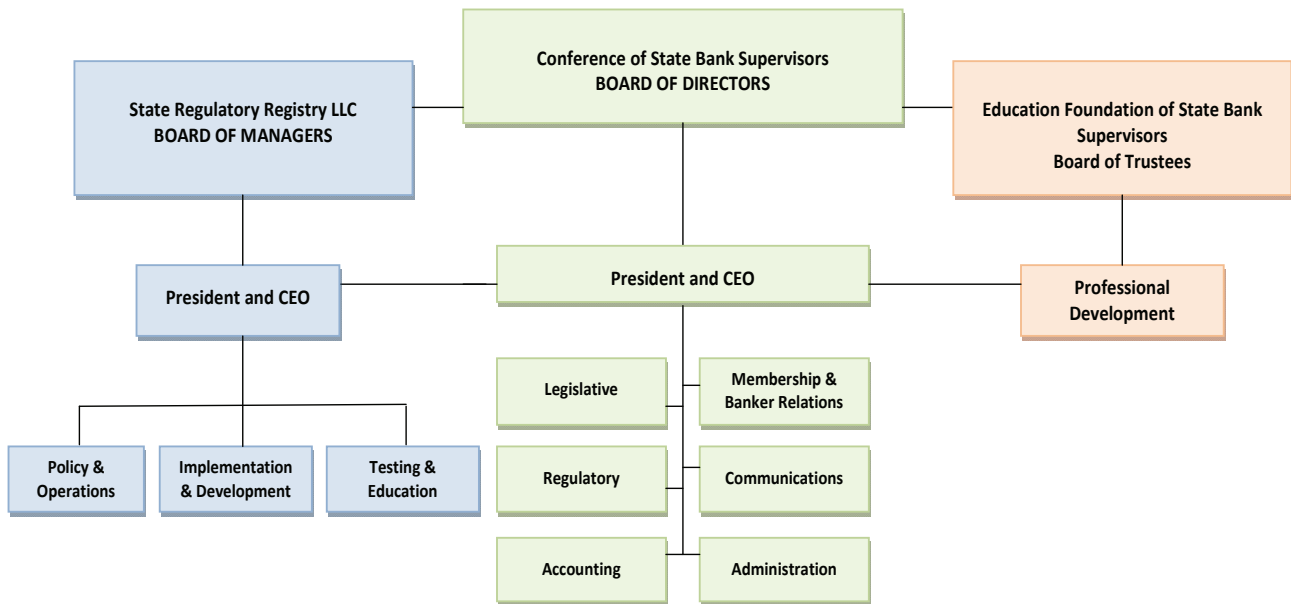 Conference of State Bank Supervisors
BOARD OF DIRECTORS
State Regulatory Registry LLC
BOARD OF MANAGERS
Education Foundation of State Bank
Supervisors
Board of Trustees
President and CEO
President and CEO
Professional
Development
Legislative
Membership &
Banker Relations
Policy &
Operations
Implementation
& Development
Testing &
Education
Regulatory
Communications
Accounting
Administration